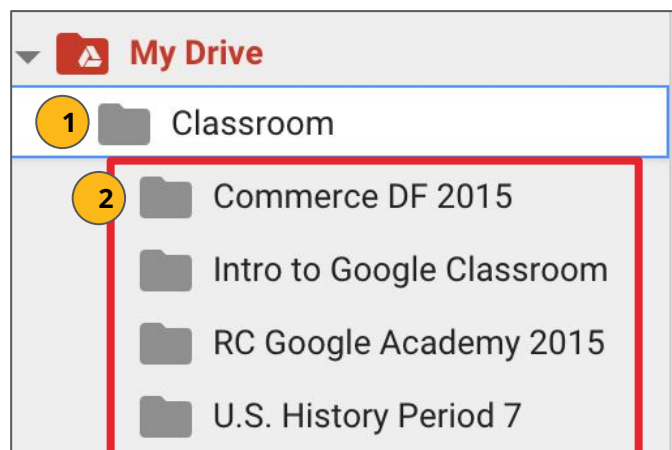 My Drive
1 Classroom
2 Commerce DF 2015
Intro to Google Classroom
RC Google Academy 2015
U.S. History Period 7